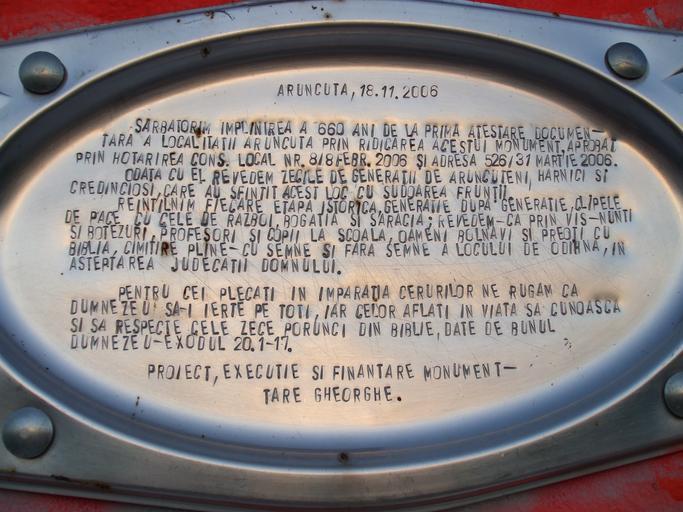 ARUNCUTA, 18.11.2006
SARBATORIM IMPLINIREA A 660 ANI DE LA PRIMA ATESTARE DOCUMEN-
TARA A LOCALITATII ARUNCUTA PRIN RIDICAREA ACESTUI MONUMENT, APROBAT
PRIN HOTARIREA CONS. LOCAL NR. 8/8 FEBR. 2006 SI ADRESA 526/31 MARTIE 2006.
ODATA CU EL REVEDEM ZECILE DE GENERATII DE ARUNCUTENI, HARNICI SI
CREDINCIOSI, CARE AU SFINTIT ACEST LOC CU SUDOAREA FRUNTII.
REINTILNIM FIESARE ETAPA ISTORICA, GENERATIE DUPA GENERATIE, CLIPELE
DE PACE CU CELE DE RAZBOI, BOGATIA SI SARACIA; REVEDEM-CA PRIN VIS-NUNTI
SI BOTEZURI, PROFESORI SI COPII LA SCOALA, OAMENI BOLNAVI SI PREOTI CU
BIBLIA, CIMITIRE PLINE-CU SEMNE SI FARA SEMNE A LOCULUI DE ODIHNA, IN
ASTEPTAREA JUDECATII DOMNULUI.
PENTRU CEI PLECATI IN IMPARATIA CERURILOR NE RUGAM CA
DUMNEZEU SA-I IERTE PE TOTI, IAR CELOR AFLATI IN VIATA SA CUNOASCA
SI SA RESPECTE CELE ZECE PORUNCI DIN BIBLIE, DATE DE BUNUL
DUMNEZEU-EXODUL 20.1-17.
PROIECT, EXECUTIE SI FINANTARE MONUMENT-
TARE GHEORGHE.